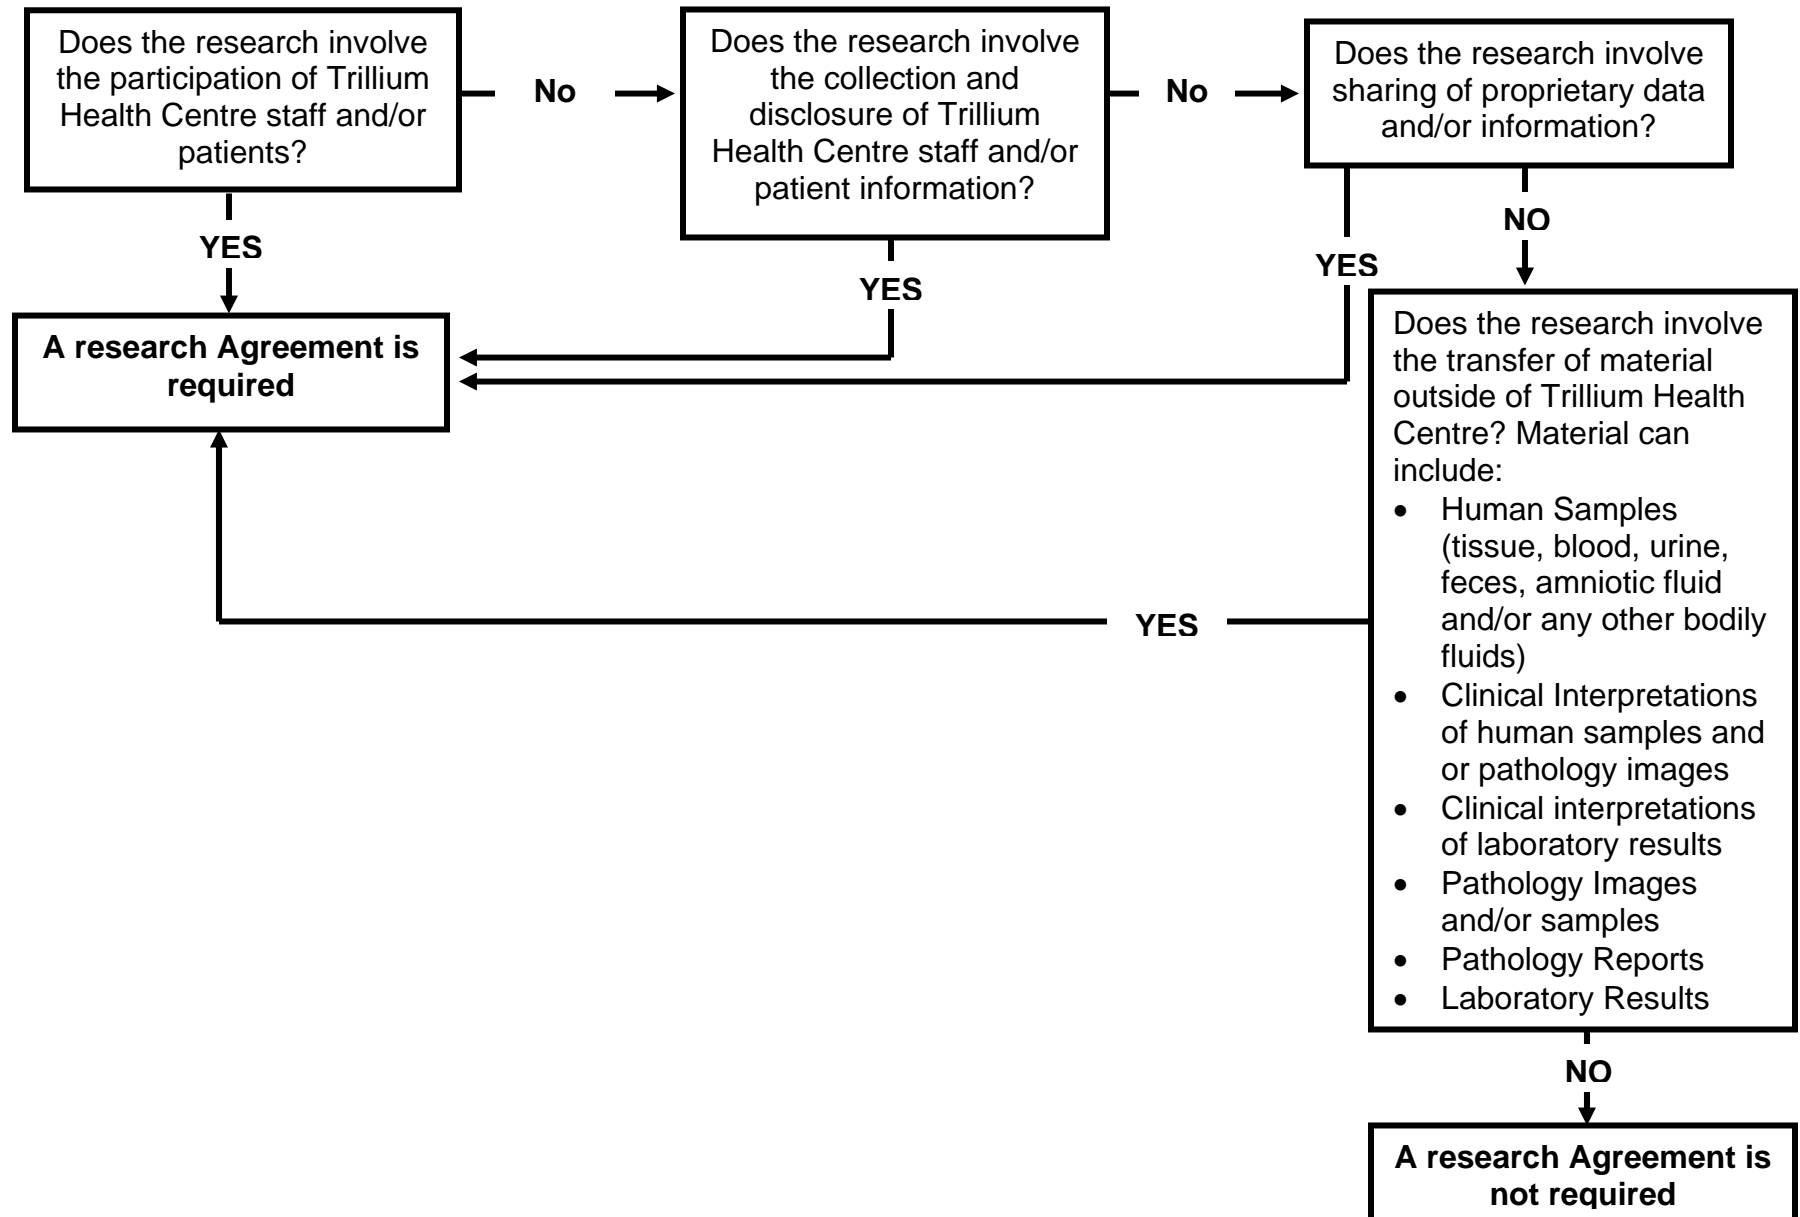 Does the research involve
the participation of Trillium
Health Centre staff and/or
patients?
No
Does the research involve
the collection and
disclosure of Trillium
Health Centre staff and/or
patient information?
No
Does the research involve
sharing of proprietary data
and/or information?
YES
YES
YES
NO
A research Agreement is
required
Does the research involve
the transfer of material
outside of Trillium Health
Centre? Material can
include:
• Human Samples
(tissue, blood, urine,
feces, amniotic fluid
and/or any other bodily
fluids)
• Clinical Interpretations
of human samples and
or pathology images
• Clinical interpretations
of laboratory results
• Pathology Images
and/or samples
• Pathology Reports
• Laboratory Results
YES
NO
A research Agreement is
not required